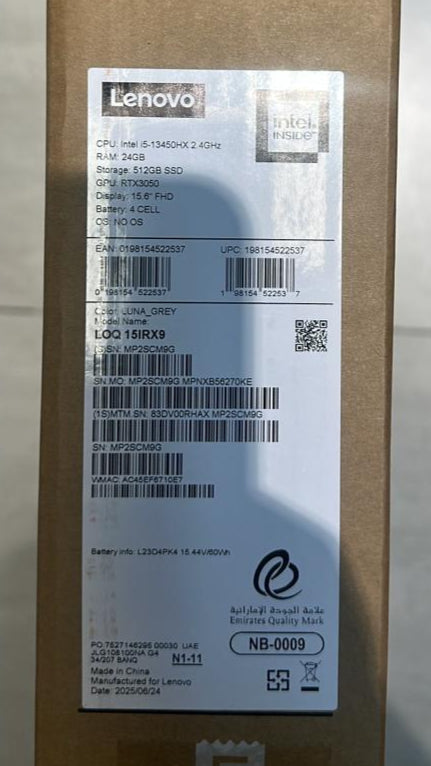 Lenovo
intel.
INSIDE™
CPU: Intel i5-13450HX 2.4GHz
RAM: 24GB
Storage: 512GB SSD
GPU: RTX3050
Display: 15.6" FHD
Battery: 4 CELL
OS: NO OS
EAN: 0198154522537 UPC: 198154522537
0 198154 522537 1 98154 52253 7
Color: LUNA_GREY
Model Name:
LOQ 15IRX9
(S)SN: MP2SCM9G
SN.MO: MP2SCM9G MPNXB56270KE
(1S)MTM.SN: 83DV00RHAX MP2SCM9G
SN: MP2SCM9G
WMAC: AC45EF6710E7
Battery info: L23D4PK4 15.44V/60Wh
علامة الجودة الإماراتية
Emirates Quality Mark
NB-0009
PO:7627146296 00030 UAE
JLG108100NA G4
34/207 BANQ N1-11
Made in China
Manufactured for Lenovo
Date: 2025/06/24